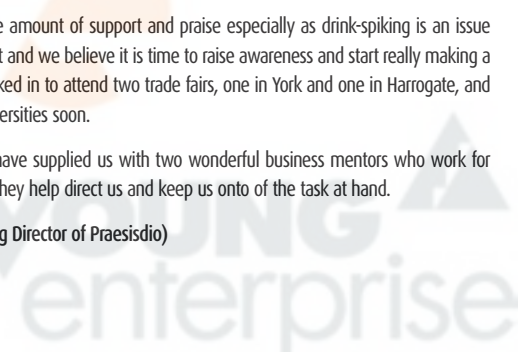 e amount of support and praise especially as drink-spiking is an issue
t and we believe it is time to raise awareness and start really making a
ked in to attend two trade fairs, one in York and one in Harrogate, and
ersities soon.
have supplied us with two wonderful business mentors who work for
hey help direct us and keep us onto of the task at hand.
g Director of Praesisdio)
YOUNG
enterprise